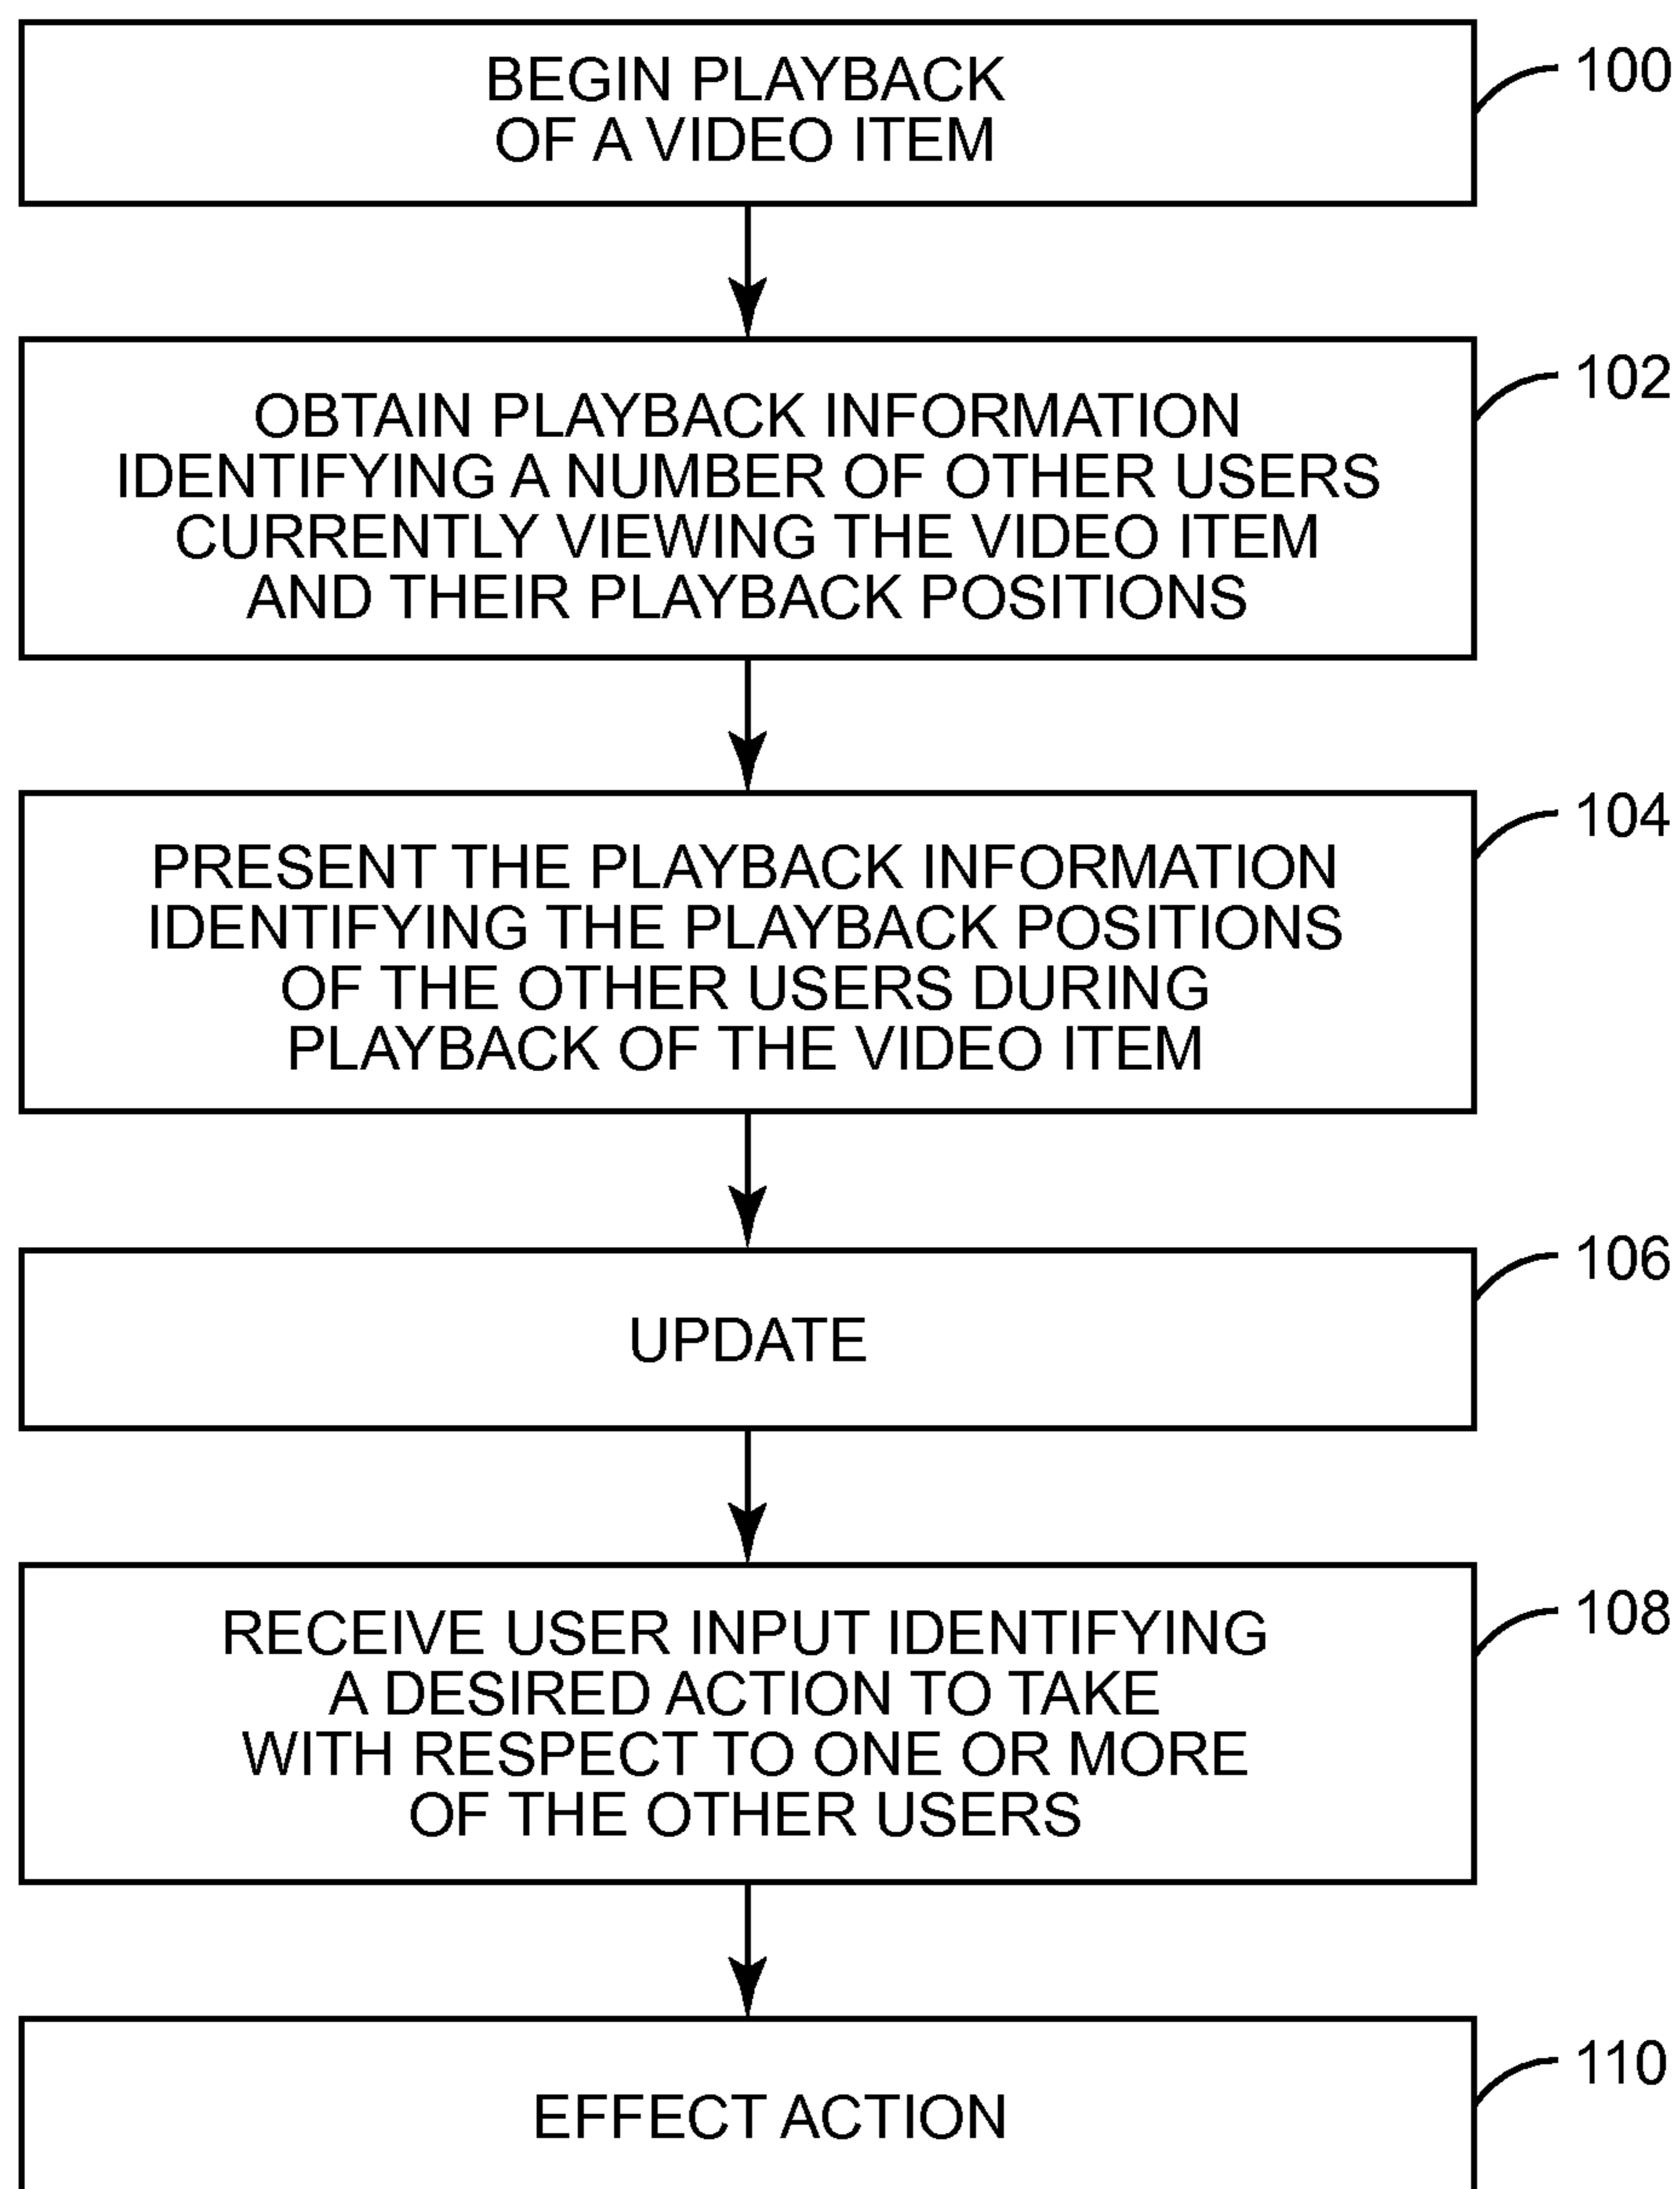 BEGIN PLAYBACK
OF A VIDEO ITEM
100
OBTAIN PLAYBACK INFORMATION
IDENTIFYING A NUMBER OF OTHER USERS
CURRENTLY VIEWING THE VIDEO ITEM
AND THEIR PLAYBACK POSITIONS
102
PRESENT THE PLAYBACK INFORMATION
IDENTIFYING THE PLAYBACK POSITIONS
OF THE OTHER USERS DURING
PLAYBACK OF THE VIDEO ITEM
104
UPDATE
106
RECEIVE USER INPUT IDENTIFYING
A DESIRED ACTION TO TAKE
WITH RESPECT TO ONE OR MORE
OF THE OTHER USERS
108
EFFECT ACTION
110